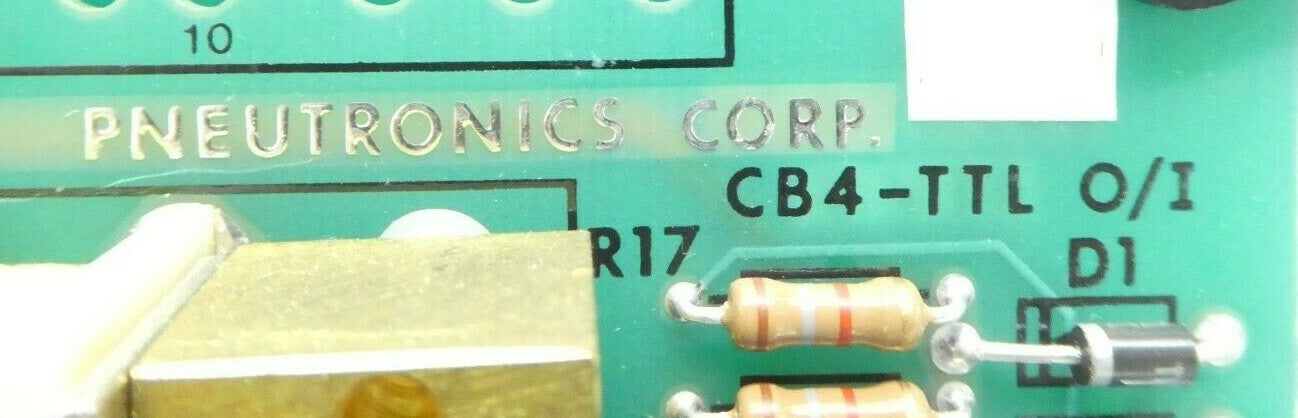 10
PNEUTRONICS CORP.
CB4-TTL O/I
R17
D1